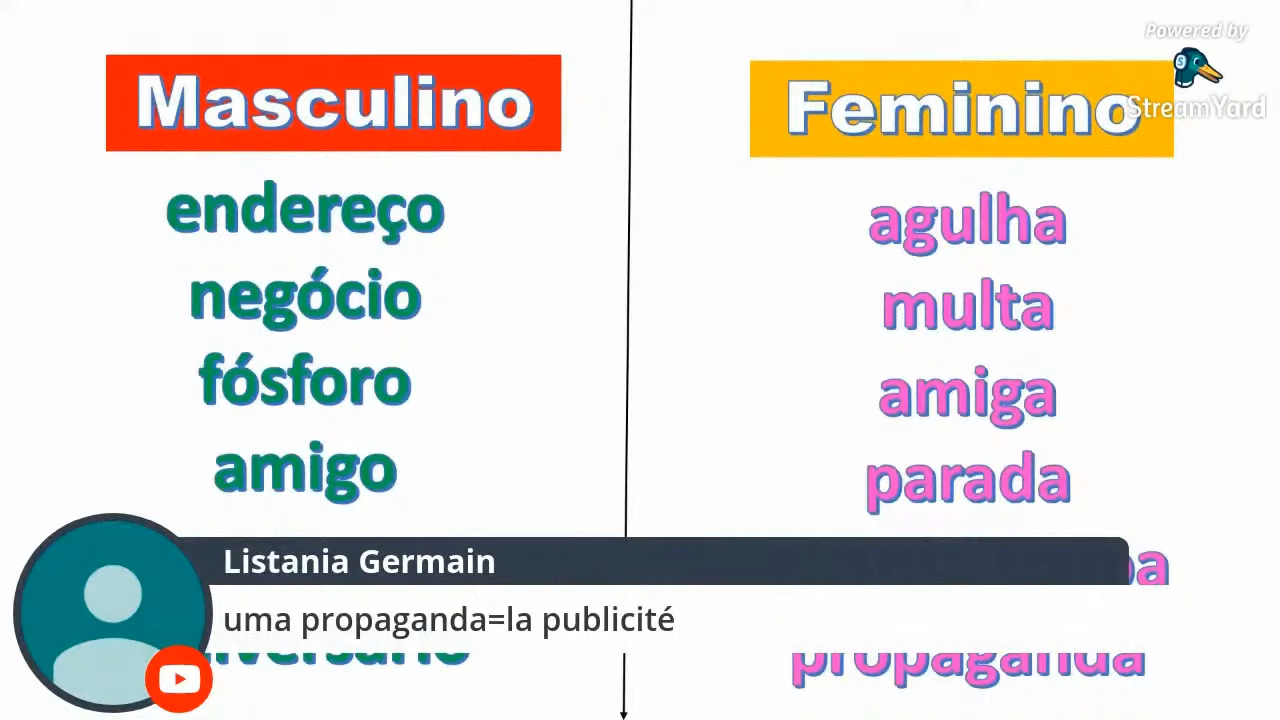 Powered by
StreamYard
Masculino
Feminino
endereço
agulha
negócio
multa
fósforo
amiga
amigo
parada
Listania Germain
uma propaganda=la publicité
propaganda